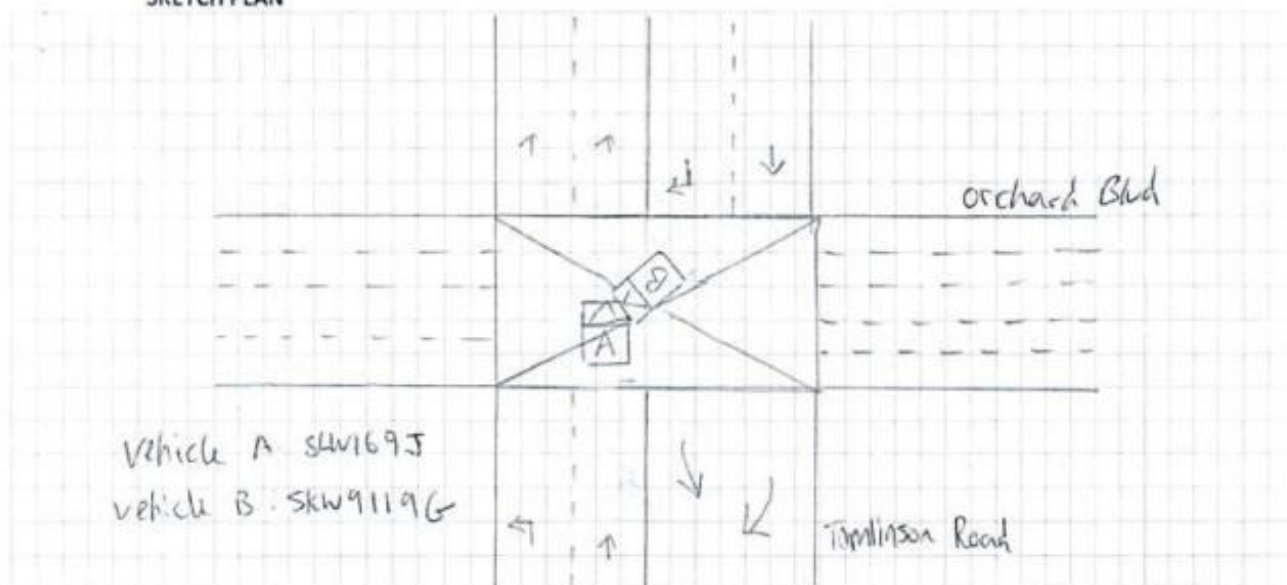 SKETCH PLAN
orchard Blvd
B
A
Vehicle A SLW169J
vehicle B. SKW9119G
Tomlinson Road